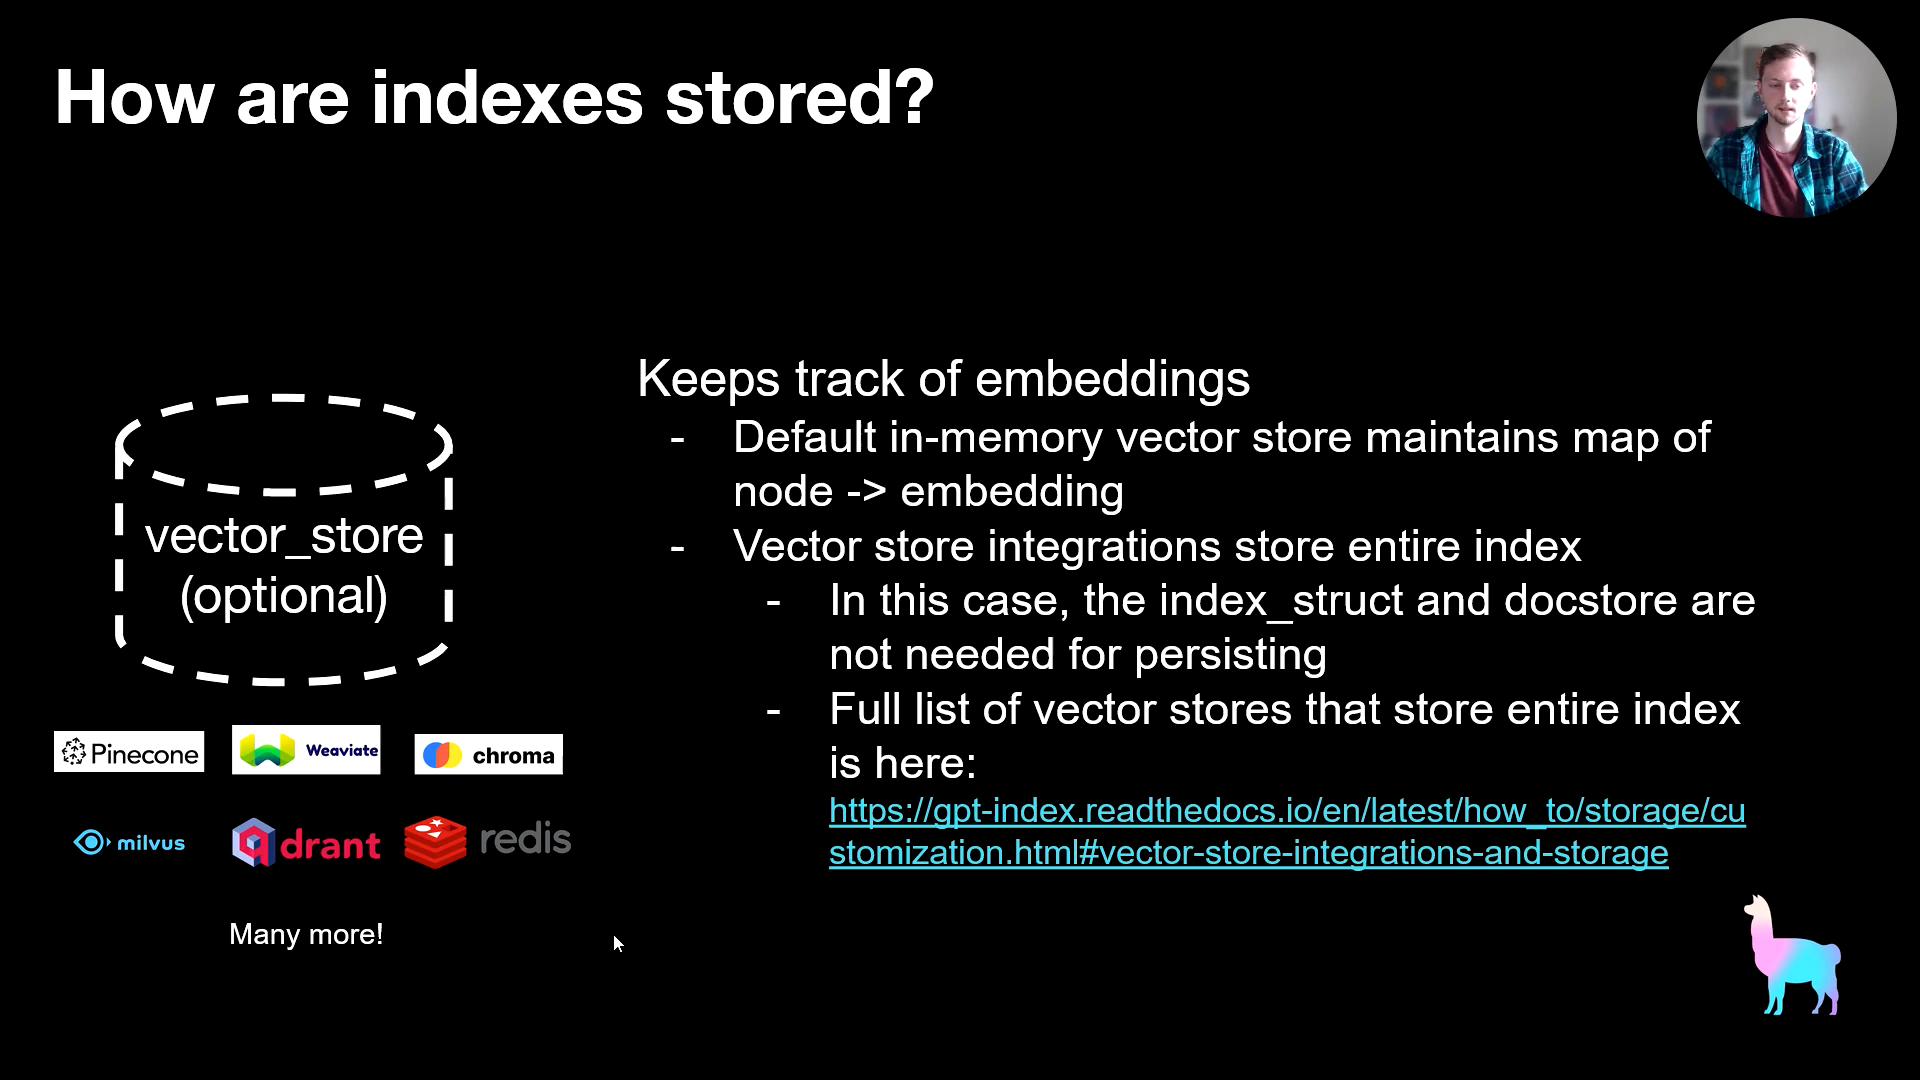 How are indexes stored?
vector_store
(optional)
Pinecone
Weaviate
chroma
milvus
qdrant
redis
Many more!
Keeps track of embeddings
- Default in-memory vector store maintains map of
node -> embedding
- Vector store integrations store entire index
- In this case, the index_struct and docstore are
not needed for persisting
- Full list of vector stores that store entire index
is here:
https://gpt-index.readthedocs.io/en/latest/how_to/storage/cu
stomization.html#vector-store-integrations-and-storage